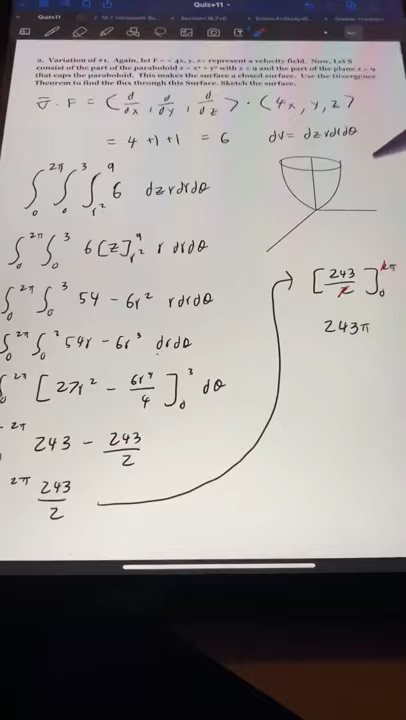 Quiz+11
2. Variation of #1. Again, let F = < 4x, y, z > represent a velocity field. Now, Let S
consist of the part of the paraboloid z = x² + y² with z ≤ 9 and the part of the plane z = 9
that caps the paraboloid. This makes the surface a closed surface. Use the Divergence
Theorem to find the flux through this Surface. Sketch the surface.
∇ · F = < d/dx , d/dy , d/dz > · < 4x, y, z >
= 4 + 1 + 1 = 6 dV = dz r dr dθ
∫₀^2π ∫₀^3 ∫_r²^9 6 dz r dr dθ
∫₀^2π ∫₀^3 6 [z]_r²^9 r dr dθ
∫₀^2π ∫₀^3 54 - 6r² r dr dθ
∫₀^2π ∫₀^3 54r - 6r³ dr dθ
∫₀^2π [27r² - 6r⁴/4]₀^3 dθ
2π 243 - 243/2
2π 243/2
[243/2]₀^2π
243π